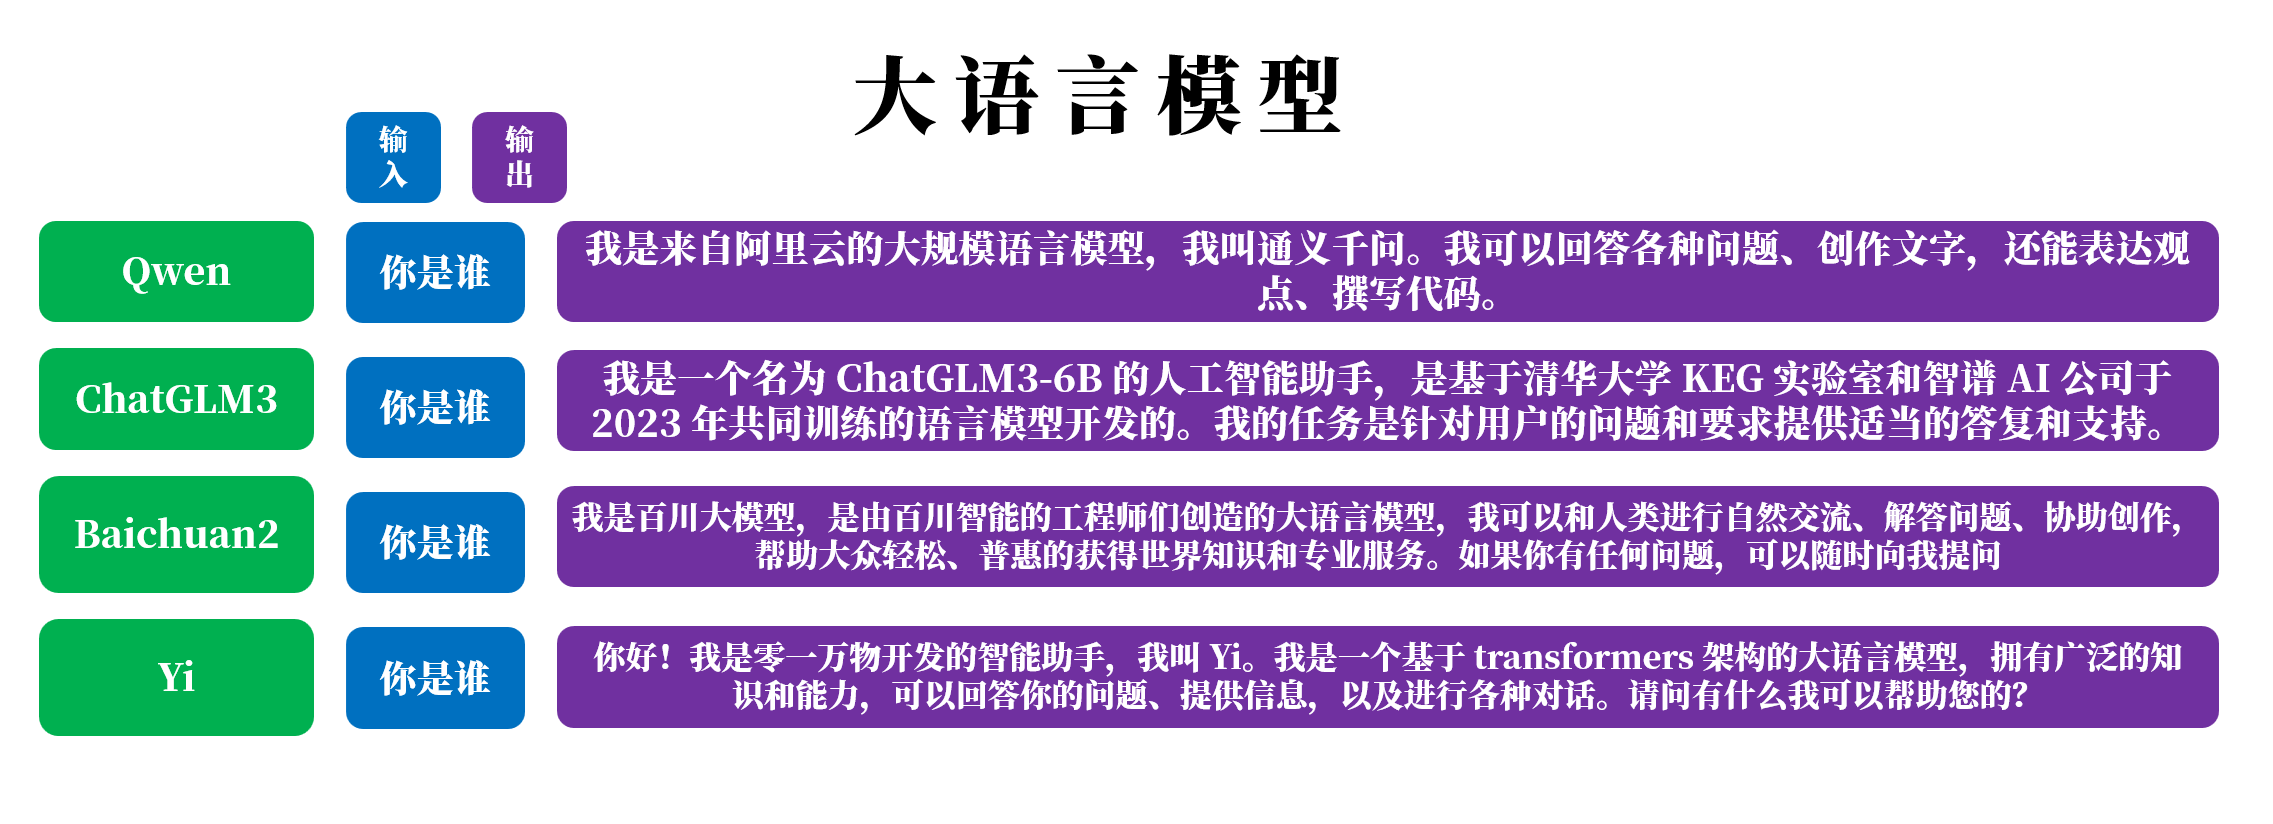 大语言模型
输
入
输
出
Qwen
你是谁
我是来自阿里云的大规模语言模型，我叫通义千问。我可以回答各种问题、创作文字，还能表达观
点、撰写代码。
ChatGLM3
你是谁
我是一个名为 ChatGLM3-6B 的人工智能助手，是基于清华大学 KEG 实验室和智谱 AI 公司于
2023 年共同训练的语言模型开发的。我的任务是针对用户的问题和要求提供适当的答复和支持。
Baichuan2
你是谁
我是百川大模型，是由百川智能的工程师们创造的大语言模型，我可以和人类进行自然交流、解答问题、协助创作，
帮助大众轻松、普惠的获得世界知识和专业服务。如果你有任何问题，可以随时向我提问
Yi
你是谁
你好！我是零一万物开发的智能助手，我叫 Yi。我是一个基于 transformers 架构的大语言模型，拥有广泛的知
识和能力，可以回答你的问题、提供信息，以及进行各种对话。请问有什么我可以帮助您的？